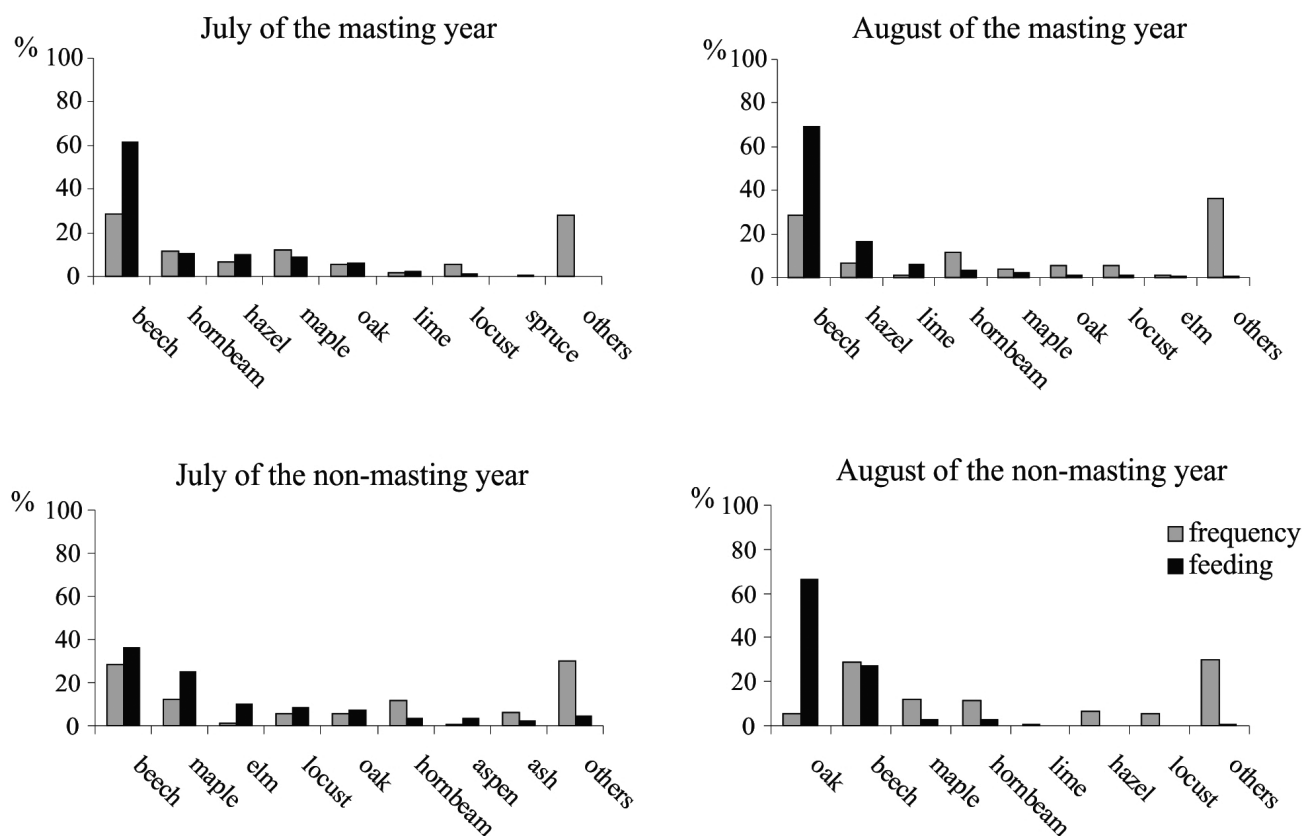 July of the masting year
%
100
80
60
40
20
0
beech
hornbeam
hazel
maple
oak
lime
locust
spruce
others
August of the masting year
%
100
80
60
40
20
0
beech
hazel
lime
hornbeam
maple
oak
locust
elm
others
July of the non-masting year
%
100
80
60
40
20
0
beech
maple
elm
locust
oak
hornbeam
aspen
ash
others
August of the non-masting year
%
100
80
60
40
20
0
frequency
feeding
oak
beech
maple
hornbeam
lime
hazel
locust
others